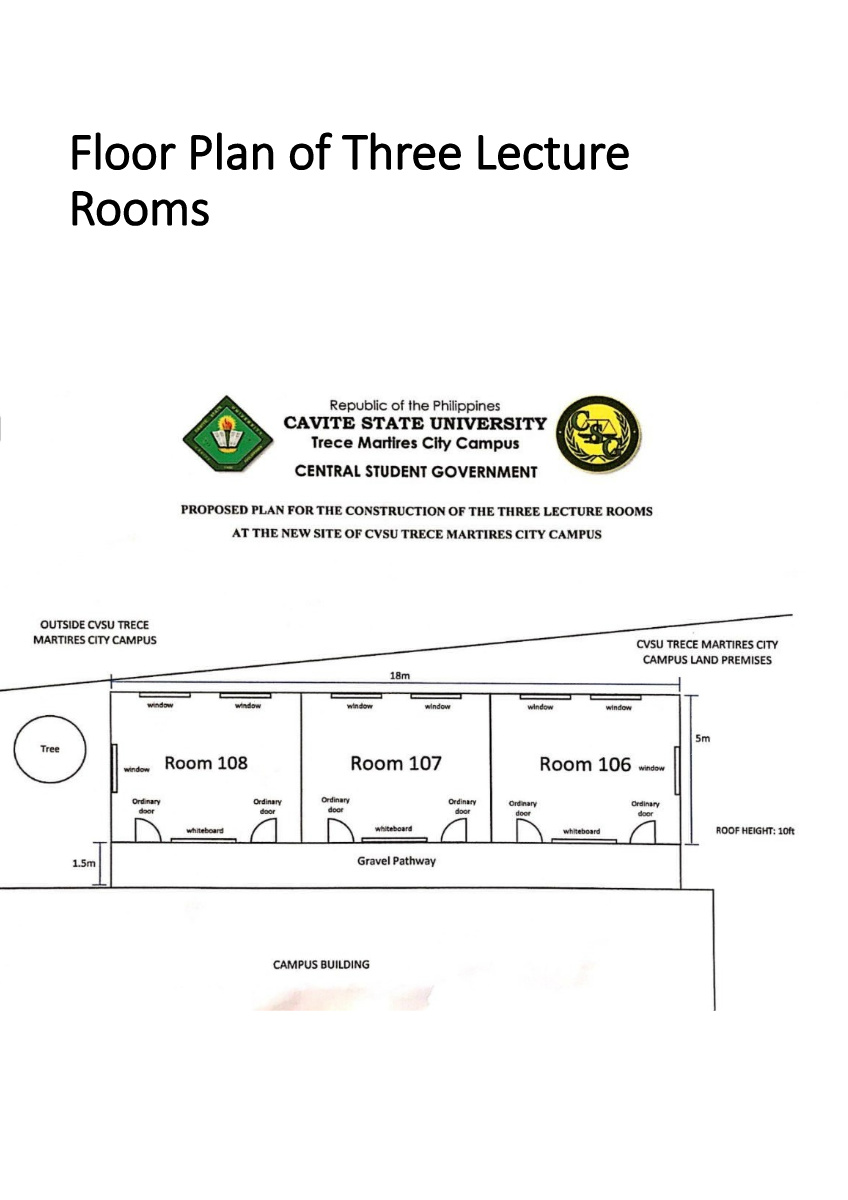 Floor Plan of Three Lecture
Rooms
Republic of the Philippines
CAVITE STATE UNIVERSITY
Trece Martires City Campus
CENTRAL STUDENT GOVERNMENT
CSG
PROPOSED PLAN FOR THE CONSTRUCTION OF THE THREE LECTURE ROOMS
AT THE NEW SITE OF CVSU TRECE MARTIRES CITY CAMPUS
OUTSIDE CVSU TRECE
MARTIRES CITY CAMPUS
CVSU TRECE MARTIRES CITY
CAMPUS LAND PREMISES
18m
window
window
window
window
window
window
5m
Tree
window
Room 108
Room 107
Room 106
window
Ordinary
door
Ordinary
door
Ordinary
door
Ordinary
door
Ordinary
door
Ordinary
door
whiteboard
whiteboard
whiteboard
ROOF HEIGHT: 10ft
1.5m
Gravel Pathway
CAMPUS BUILDING